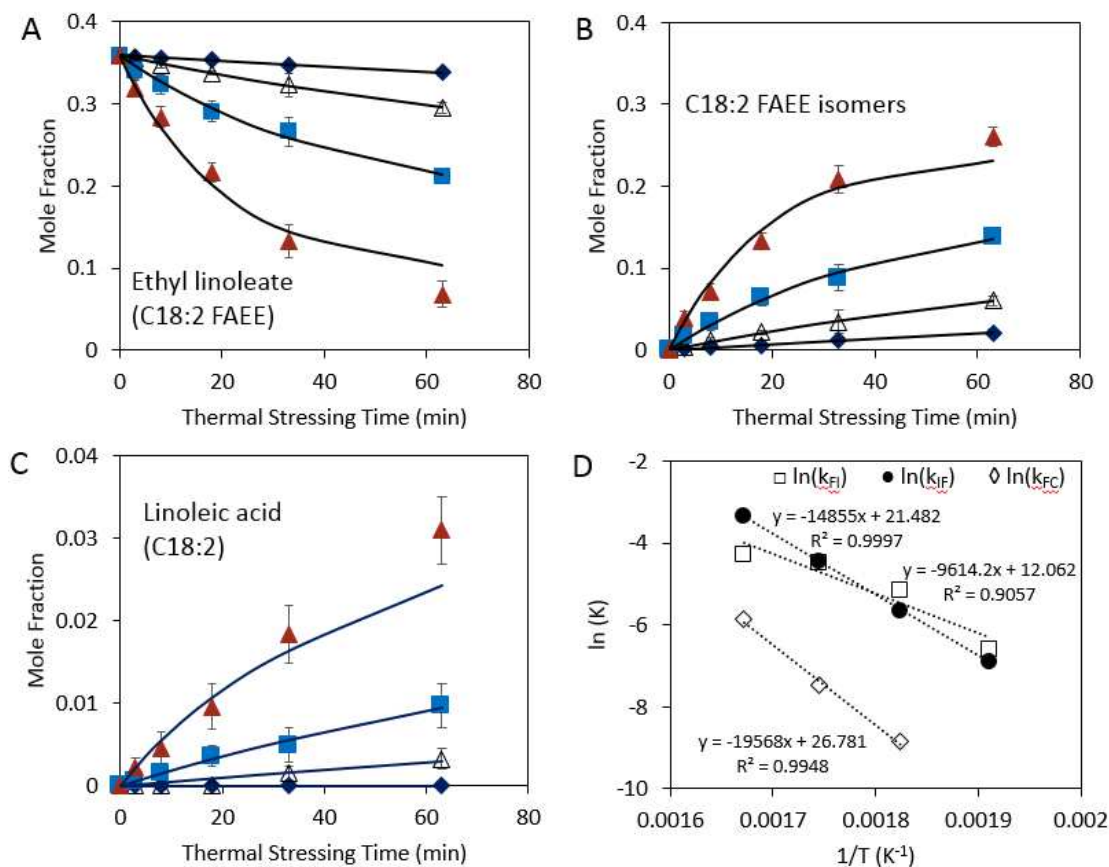 A
0.4
0.3
0.2
0.1
0
Mole Fraction
Ethyl linoleate
(C18:2 FAEE)
0 20 40 60 80
Thermal Stressing Time (min)
B
0.4
0.3
0.2
0.1
0
Mole Fraction
C18:2 FAEE isomers
0 20 40 60 80
Thermal Stressing Time (min)
C
0.04
0.03
0.02
0.01
0
Mole Fraction
Linoleic acid
(C18:2)
0 20 40 60 80
Thermal Stressing Time (min)
D
-2
-4
-6
-8
-10
ln (K)
ln(kFI) ln(kIF) ln(kFC)
y = -14855x + 21.482
R² = 0.9997
y = -9614.2x + 12.062
R² = 0.9057
y = -19568x + 26.781
R² = 0.9948
0.0016 0.0017 0.0018 0.0019 0.002
1/T (K-1)